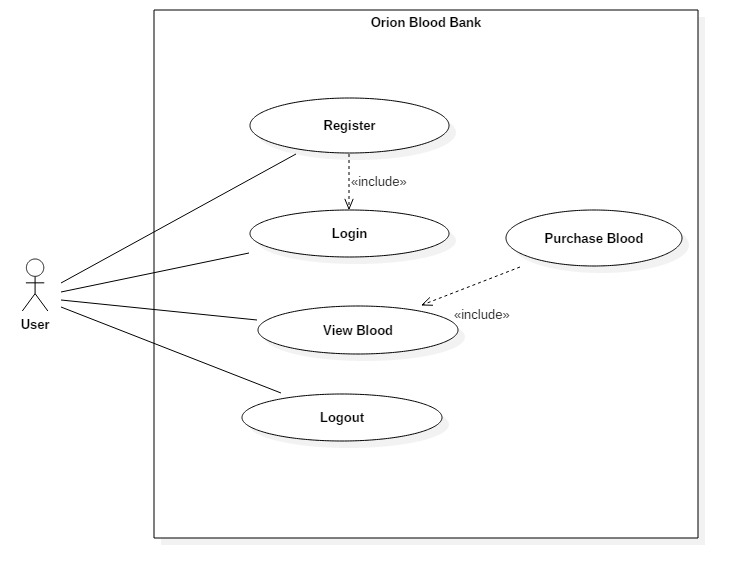 Orion Blood Bank
Register
«include»
Login
Purchase Blood
«include»
View Blood
User
Logout